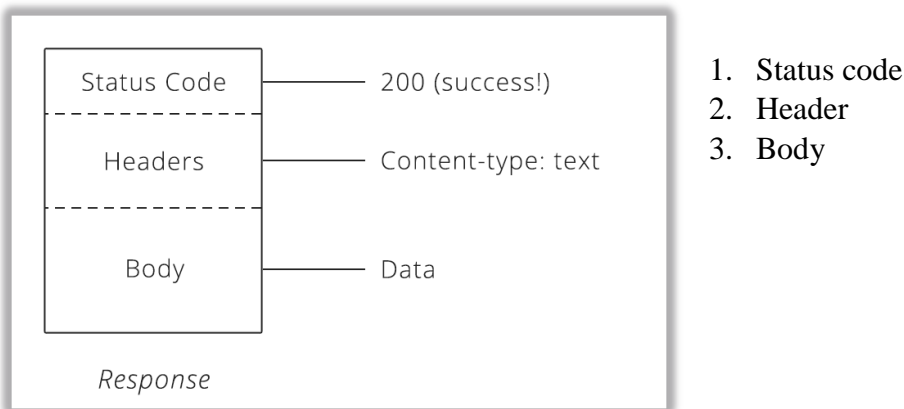 Status Code 200 (success!)
Headers Content-type: text
Body Data
Response
1. Status code
2. Header
3. Body